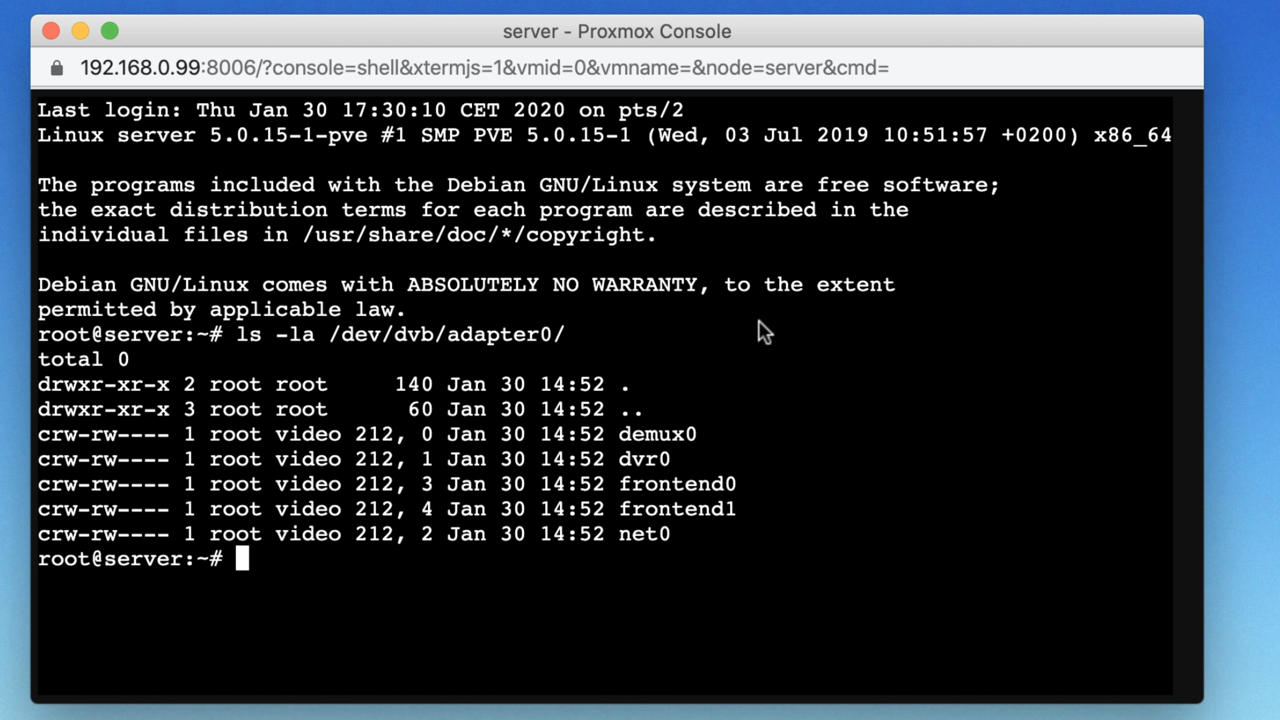 server - Proxmox Console
192.168.0.99:8006/?console=shell&xtermjs=1&vmid=0&vmname=&node=server&cmd=
Last login: Thu Jan 30 17:30:10 CET 2020 on pts/2
Linux server 5.0.15-1-pve #1 SMP PVE 5.0.15-1 (Wed, 03 Jul 2019 10:51:57 +0200) x86_64
The programs included with the Debian GNU/Linux system are free software;
the exact distribution terms for each program are described in the
individual files in /usr/share/doc/*/copyright.
Debian GNU/Linux comes with ABSOLUTELY NO WARRANTY, to the extent
permitted by applicable law.
root@server:~# ls -la /dev/dvb/adapter0/
total 0
drwxr-xr-x 2 root root     140 Jan 30 14:52 .
drwxr-xr-x 3 root root      60 Jan 30 14:52 ..
crw-rw---- 1 root video 212, 0 Jan 30 14:52 demux0
crw-rw---- 1 root video 212, 1 Jan 30 14:52 dvr0
crw-rw---- 1 root video 212, 3 Jan 30 14:52 frontend0
crw-rw---- 1 root video 212, 4 Jan 30 14:52 frontend1
crw-rw---- 1 root video 212, 2 Jan 30 14:52 net0
root@server:~#